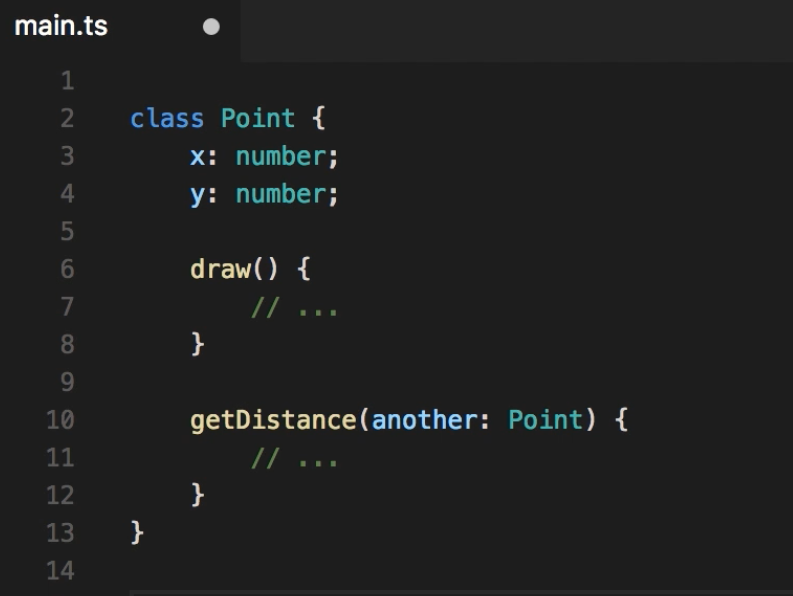 main.ts
1
2 class Point {
3     x: number;
4     y: number;
5
6     draw() {
7         // ...
8     }
9
10     getDistance(another: Point) {
11         // ...
12     }
13 }
14